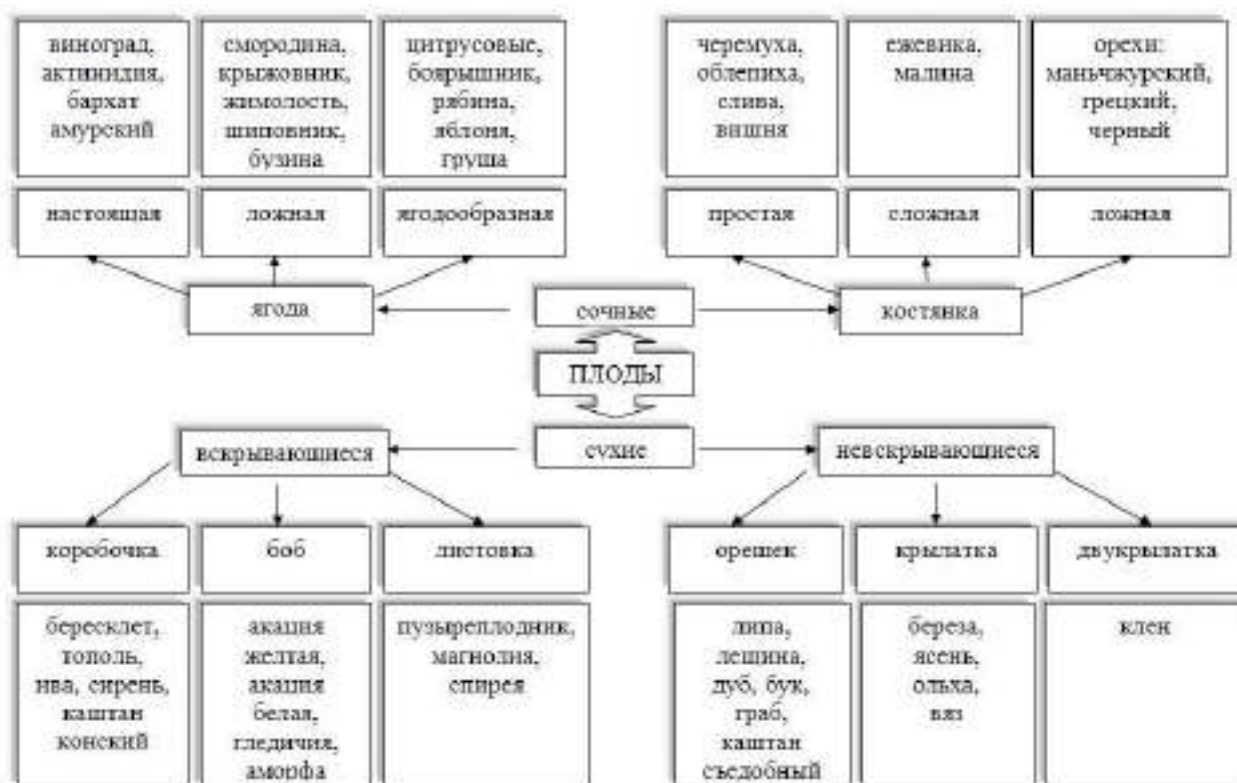 виноград,
актинидия,
бархат
амурский
смородина,
крыжовник,
жимолость,
шиповник,
бузина
цитрусовые,
боярышник,
рябина,
яблоня,
груша
черемуха,
облепиха,
слива,
вишня
ежевика,
малина
орехи:
маньчжурский,
грецкий,
черный
настоящая
ложная
ягодообразная
простая
сложная
ложная
ягода
сочные
костянка
ПЛОДЫ
вскрывающиеся
сухие
невскрывающиеся
коробочка
боб
листовка
орешек
крылатка
двукрылатка
бересклет,
тополь,
ива, сирень,
каштан
конский
акация
желтая,
акация
белая,
гледичия,
аморфа
пузыреплодник,
магнолия,
спирея
липа,
лещина,
дуб, бук,
граб,
каштан
съедобный
береза,
ясень,
ольха,
вяз
клен